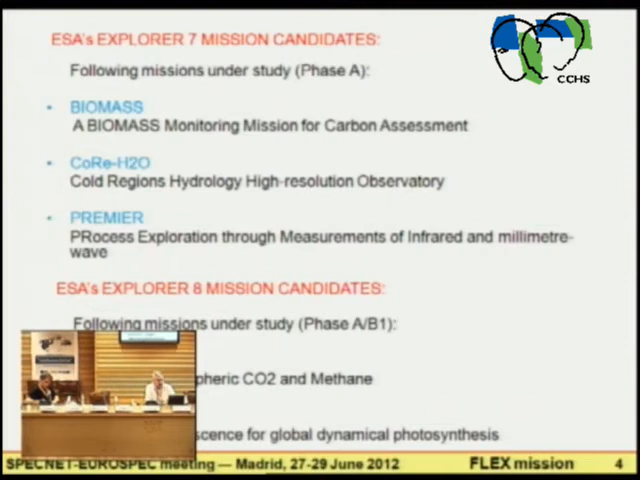 ESA's EXPLORER 7 MISSION CANDIDATES:
CCHS
Following missions under study (Phase A):
• BIOMASS
A BIOMASS Monitoring Mission for Carbon Assessment
• CoRe-H2O
Cold Regions Hydrology High-resolution Observatory
• PREMIER
PRocess Exploration through Measurements of Infrared and millimetre-
wave
ESA's EXPLORER 8 MISSION CANDIDATES:
Following missions under study (Phase A/B1):
pheric CO2 and Methane
scence for global dynamical photosynthesis
SPECNET-EUROSPEC meeting — Madrid, 27-29 June 2012 FLEX mission 4